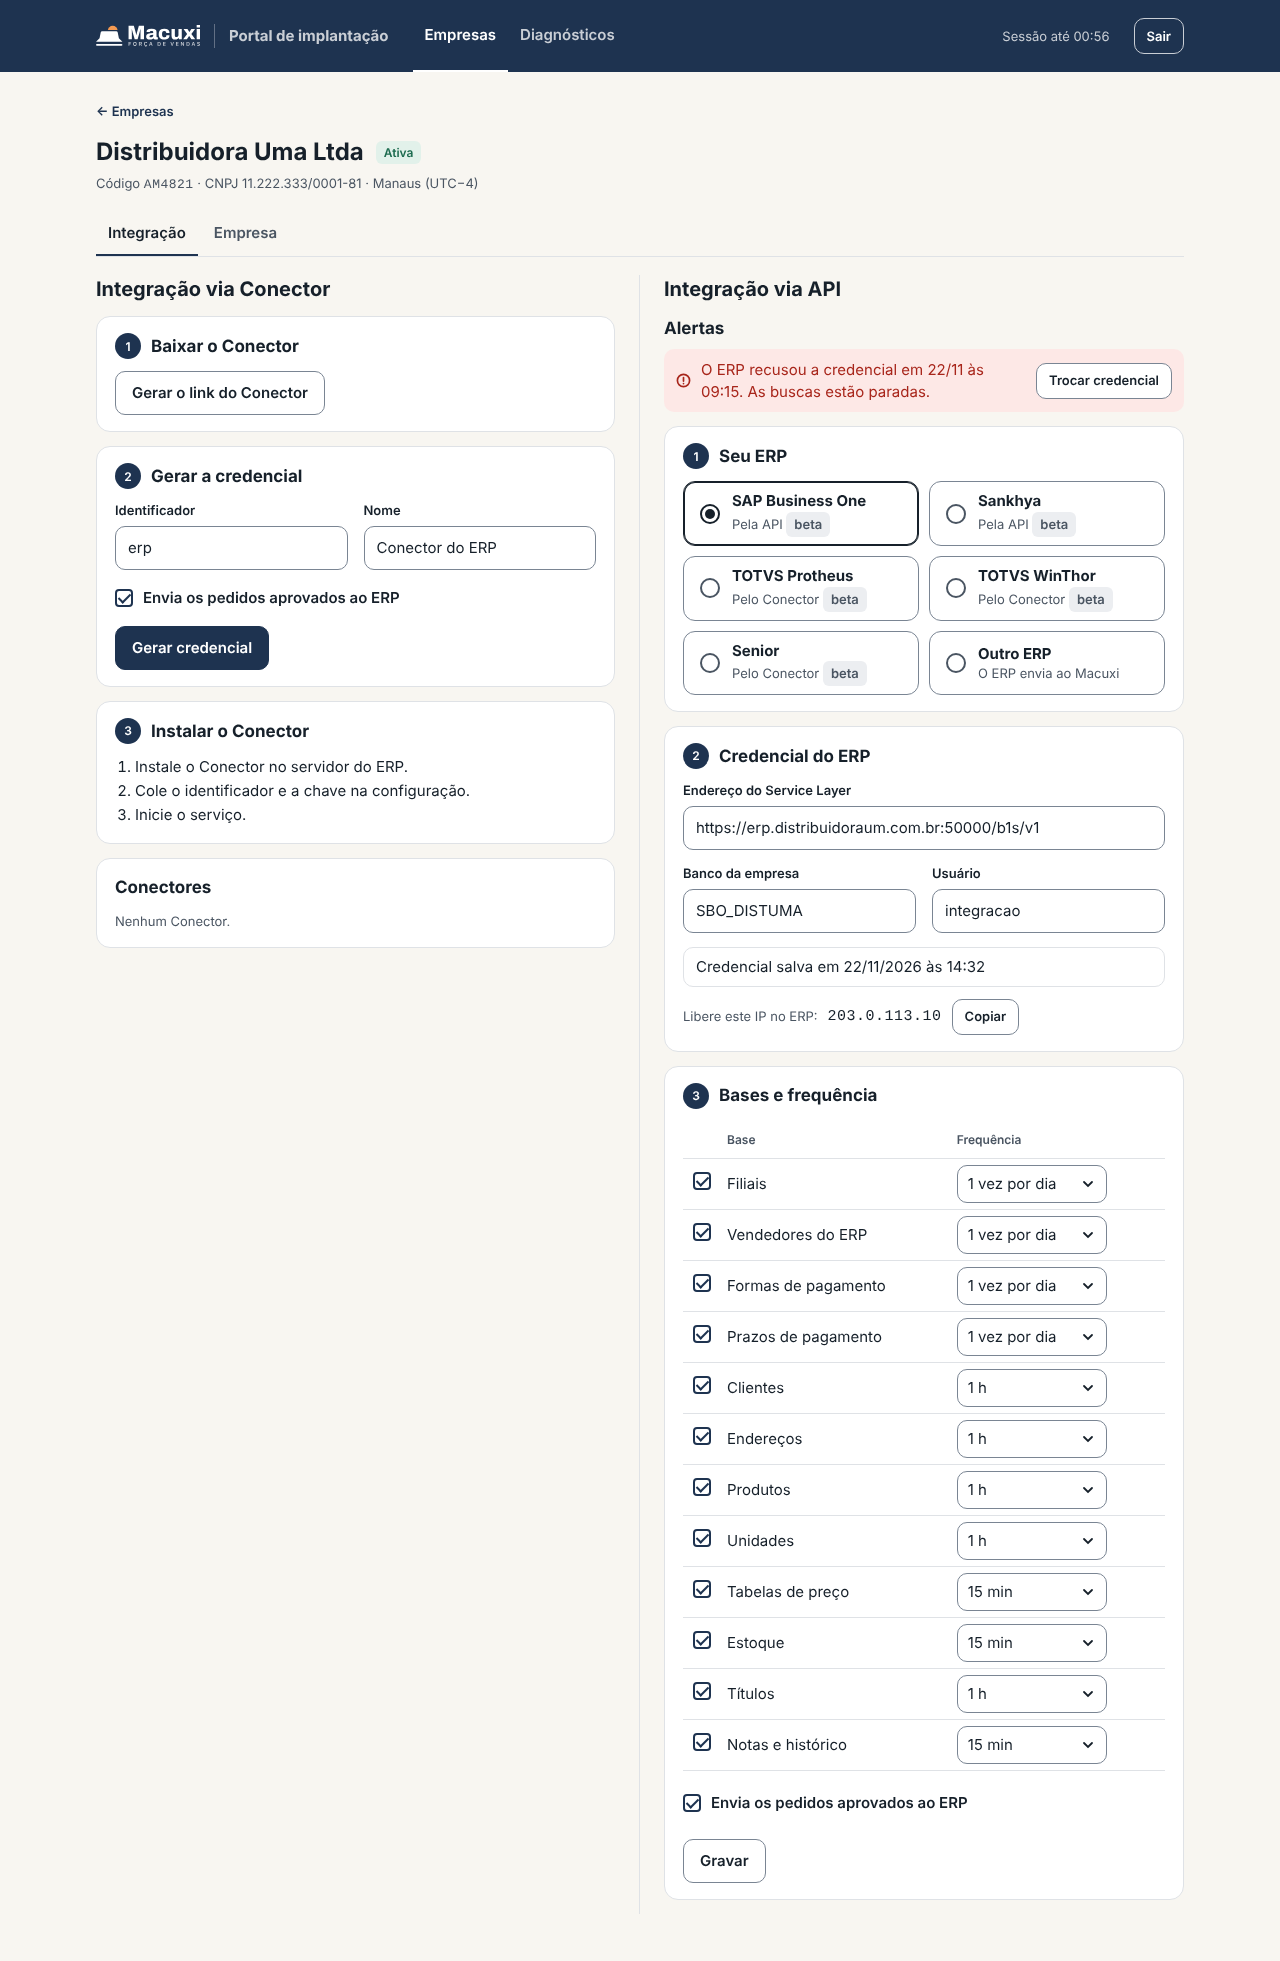 Macuxi
FORÇA DE VENDAS
Portal de implantação
Empresas
Diagnósticos
Sessão até 00:56
Sair
← Empresas
Distribuidora Uma Ltda
Ativa
Código AM4821 · CNPJ 11.222.333/0001-81 · Manaus (UTC−4)
Integração
Empresa
Integração via Conector
1 Baixar o Conector
Gerar o link do Conector
2 Gerar a credencial
Identificador
Nome
erp
Conector do ERP
Envia os pedidos aprovados ao ERP
Gerar credencial
3 Instalar o Conector
1. Instale o Conector no servidor do ERP.
2. Cole o identificador e a chave na configuração.
3. Inicie o serviço.
Conectores
Nenhum Conector.
Integração via API
Alertas
O ERP recusou a credencial em 22/11 às
09:15. As buscas estão paradas.
Trocar credencial
1 Seu ERP
SAP Business One
Pela API beta
Sankhya
Pela API beta
TOTVS Protheus
Pelo Conector beta
TOTVS WinThor
Pelo Conector beta
Senior
Pelo Conector beta
Outro ERP
O ERP envia ao Macuxi
2 Credencial do ERP
Endereço do Service Layer
https://erp.distribuidoraum.com.br:50000/b1s/v1
Banco da empresa
Usuário
SBO_DISTUMA
integracao
Credencial salva em 22/11/2026 às 14:32
Libere este IP no ERP: 203.0.113.10 Copiar
3 Bases e frequência
Base Frequência
Filiais 1 vez por dia
Vendedores do ERP 1 vez por dia
Formas de pagamento 1 vez por dia
Prazos de pagamento 1 vez por dia
Clientes 1 h
Endereços 1 h
Produtos 1 h
Unidades 1 h
Tabelas de preço 15 min
Estoque 15 min
Títulos 1 h
Notas e histórico 15 min
Envia os pedidos aprovados ao ERP
Gravar